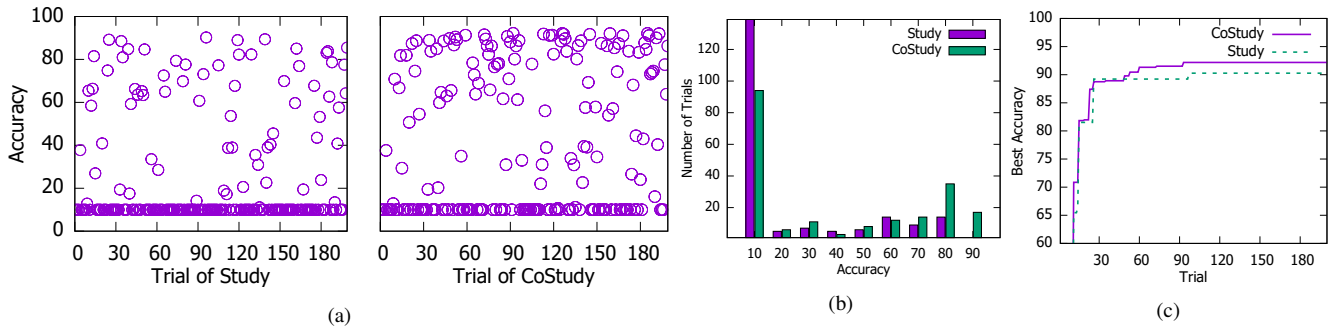 100
80
60
40
20
0
Accuracy
0 30 60 90 120 150 180
Trial of Study
0 30 60 90 120 150 180
Trial of CoStudy
(a)
Study
CoStudy
120
100
80
60
40
20
Number of Trials
10 20 30 40 50 60 70 80 90
Accuracy
(b)
CoStudy
Study
100
95
90
85
80
75
70
65
60
Best Accuracy
30 60 90 120 150 180
Trial
(c)